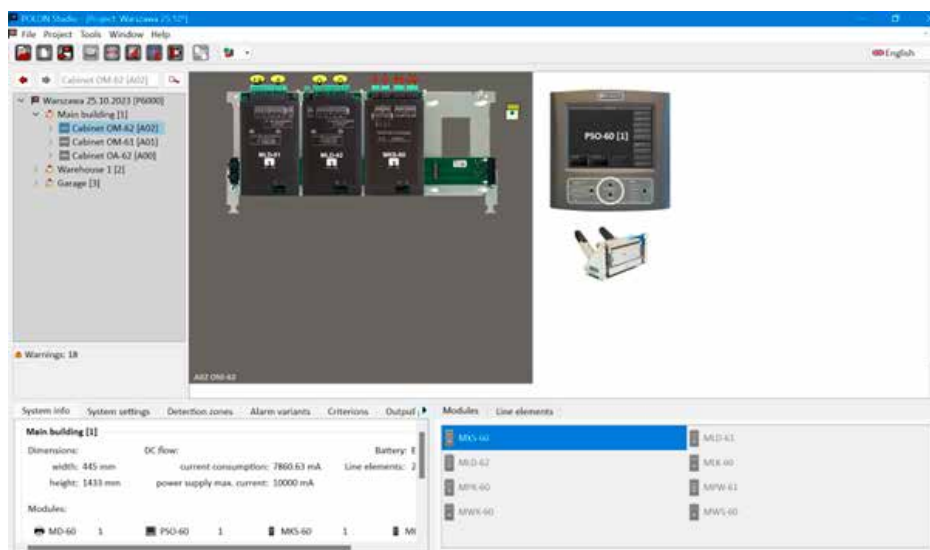 POLON Studio - [Project: Warszawa 25.10*]
File Project Tools Window Help
English
Cabinet OM-62 [A02]
Warszawa 25.10.2023 [P6000]
Main building [1]
Cabinet OM-62 [A02]
Cabinet OM-61 [A01]
Cabinet OA-62 [A00]
Warehouse 1 [2]
Garage [3]
MLD-61
MLD-62
MKS-60
PSO-60 [1]
Warnings: 18
A02 OM-62
System info System settings Detection zones Alarm variants Criterions Output
Main building [1]
Dimensions: DC flow: Battery: E
width: 445 mm current consumption: 7860.63 mA Line elements: 2
height: 1433 mm power supply max. current: 10000 mA
Modules:
MD-60 1 PSO-60 1 MKS-60 1 MI
Modules Line elements
MKS-60 MLD-61
MLD-62 MLK-60
MPK-60 MPW-61
MWK-60 MWS-60